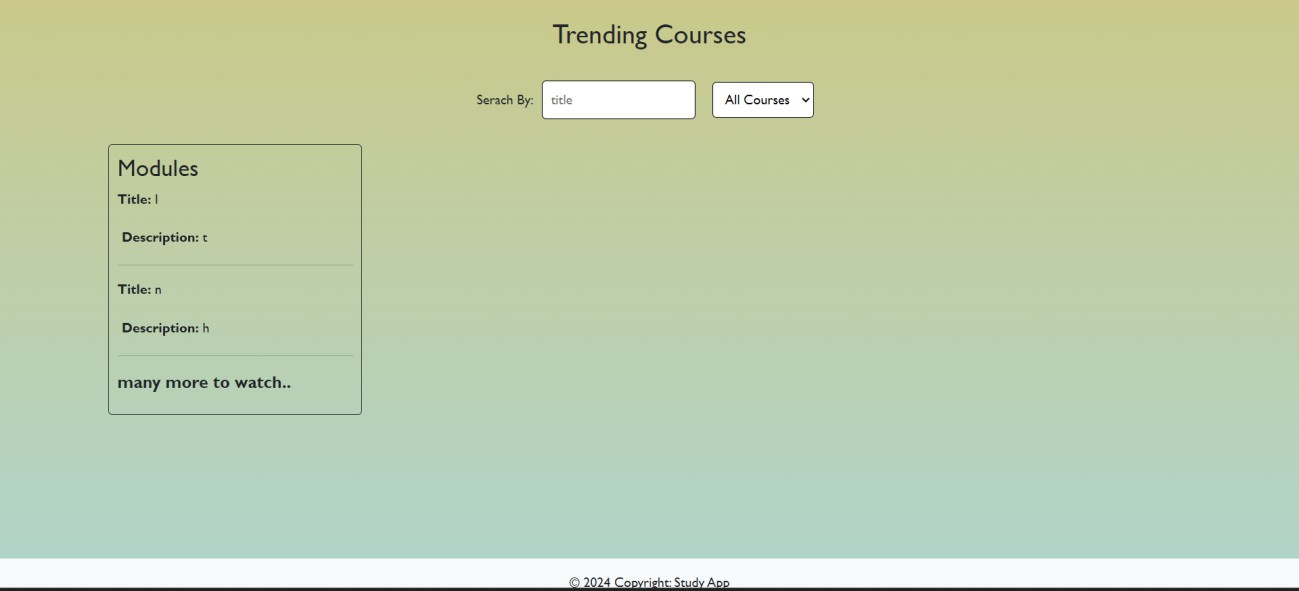 Trending Courses
Serach By: title All Courses
Modules
Title: l
Description: t
Title: n
Description: h
many more to watch..
© 2024 Copyright: Study App